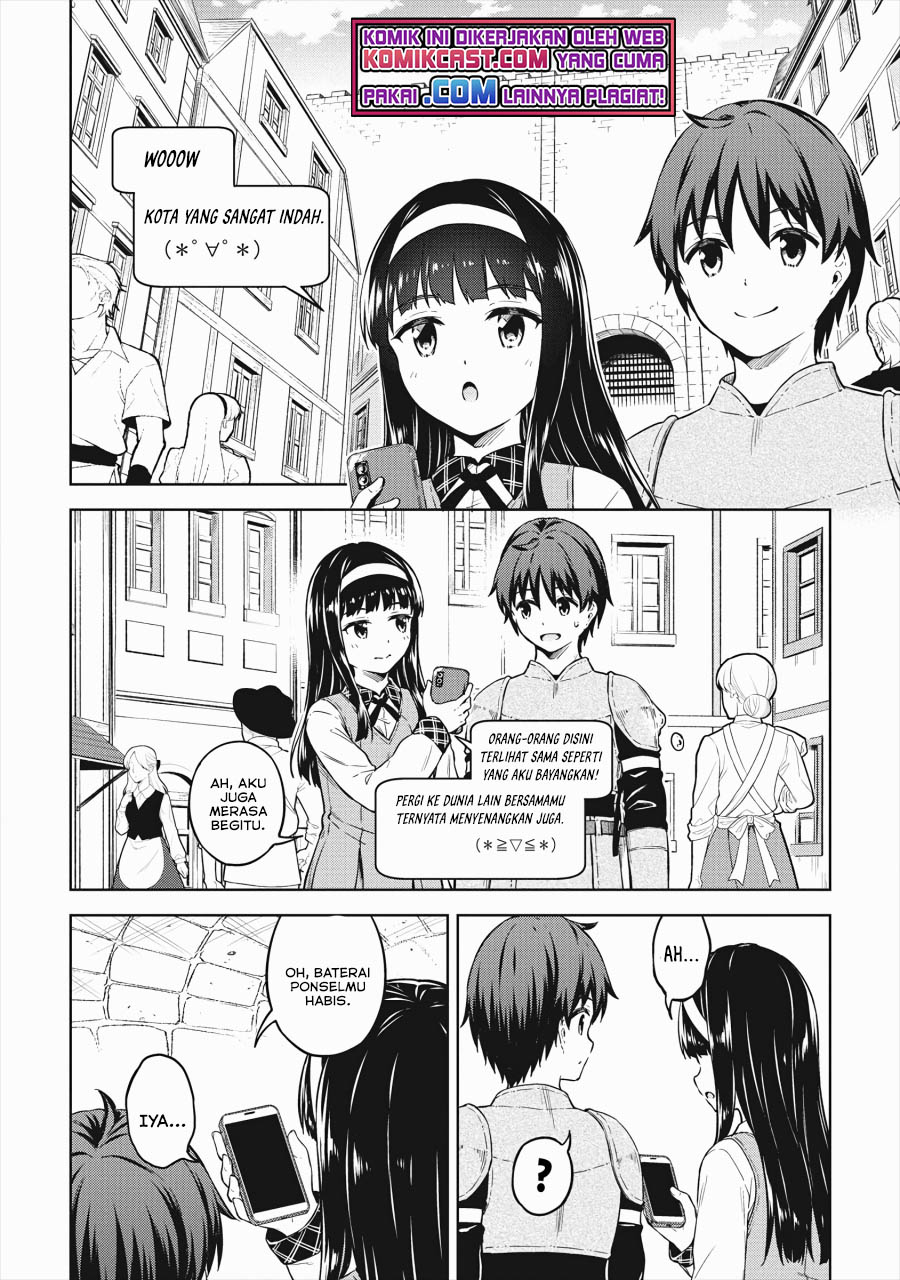 KOMIK INI DIKERJAKAN OLEH WEB
KOMIKCAST.COM YANG CUMA
PAKAI .COM LAINNYA PLAGIAT!
WOOOW
KOTA YANG SANGAT INDAH.
(＊ﾟ∀ﾟ＊)
ORANG-ORANG DISINI
TERLIHAT SAMA SEPERTI
YANG AKU BAYANGKAN!
PERGI KE DUNIA LAIN BERSAMAMU
TERNYATA MENYENANGKAN JUGA.
(＊≧▽≦＊)
AH, AKU
JUGA
MERASA
BEGITU.
AH...
?
OH, BATERAI
PONSELMU
HABIS.
IYA...